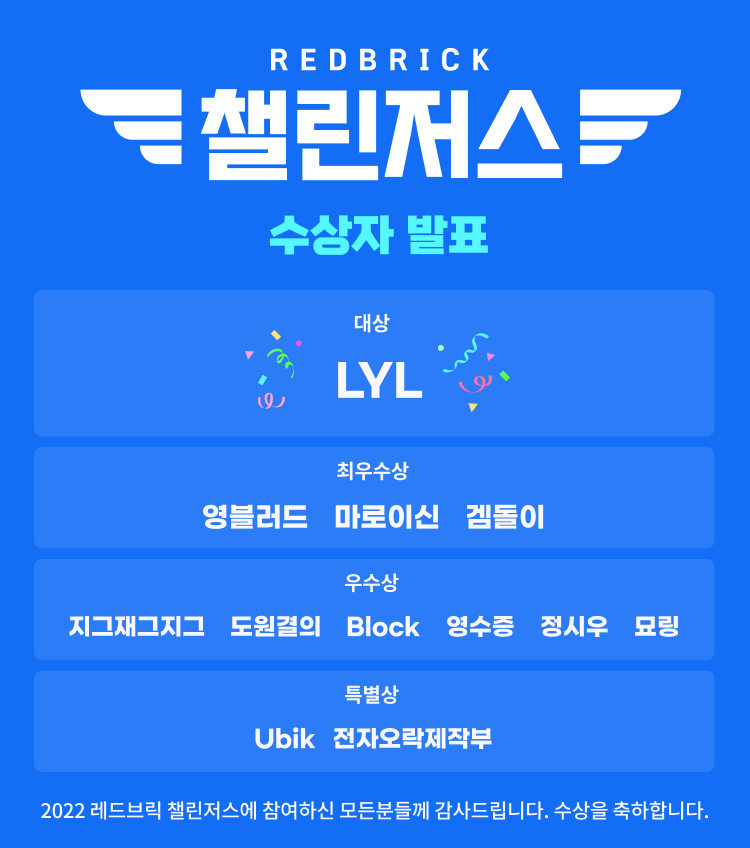 REDBRICK
챌린저스
수상자 발표
대상
LYL
최우수상
영블러드 마로이신 겜돌이
우수상
지그재그지그 도원결의 Block 영수증 정시우 묘링
특별상
Ubik 전자오락제작부
2022 레드브릭 챌린저스에 참여하신 모든분들께 감사드립니다. 수상을 축하합니다.